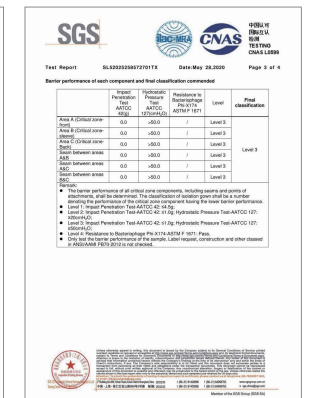 SGS
ilac-MRA
CNAS
中国认可
国际互认
检测
TESTING
CNAS L0599
Test Report SL52025258572701TX Date:May 28,2020 Page 3 of 4
Barrier performance of each component and final classification commended
Impact Penetration Test AATCC 42(g)
Hydrostatic Pressure Test AATCC 127(cmH₂O)
Resistance to Bacteriophage Phi-X174 ASTM F 1671
Level
Final classification
Area A (Critical zone-front) 0.0 >50.0 / Level 3
Area B (Critical zone-sleeve) 0.0 >50.0 / Level 3
Area C (Critical zone-Back) 0.0 >50.0 / Level 3
Seam between areas A&B 0.0 >50.0 / Level 3
Seam between areas A&C 0.0 >50.0 / Level 3
Seam between areas B&C 0.0 >50.0 / Level 3
Level 3
Remark:
● The barrier performance of all critical zone components, including seams and points of
attachments, shall be determined. The classification of isolation gown shall be a number
denoting the performance of the critical zone component having the lower barrier performance.
● Level 1: Impact Penetration Test-AATCC 42: ≤4.5g;
● Level 2: Impact Penetration Test-AATCC 42: ≤1.0g; Hydrostatic Pressure Test-AATCC 127:
≥20cmH₂O;
● Level 3: Impact Penetration Test-AATCC 42: ≤1.0g; Hydrostatic Pressure Test-AATCC 127:
≥50cmH₂O;
● Level 4: Resistance to Bacteriophage Phi-X174-ASTM F 1671: Pass.
● Only test the barrier performance of the sample. Label request, construction and other clased
in ANSI/AAMI PB70-2012 is not checked.
Member of the SGS Group (SGS SA)